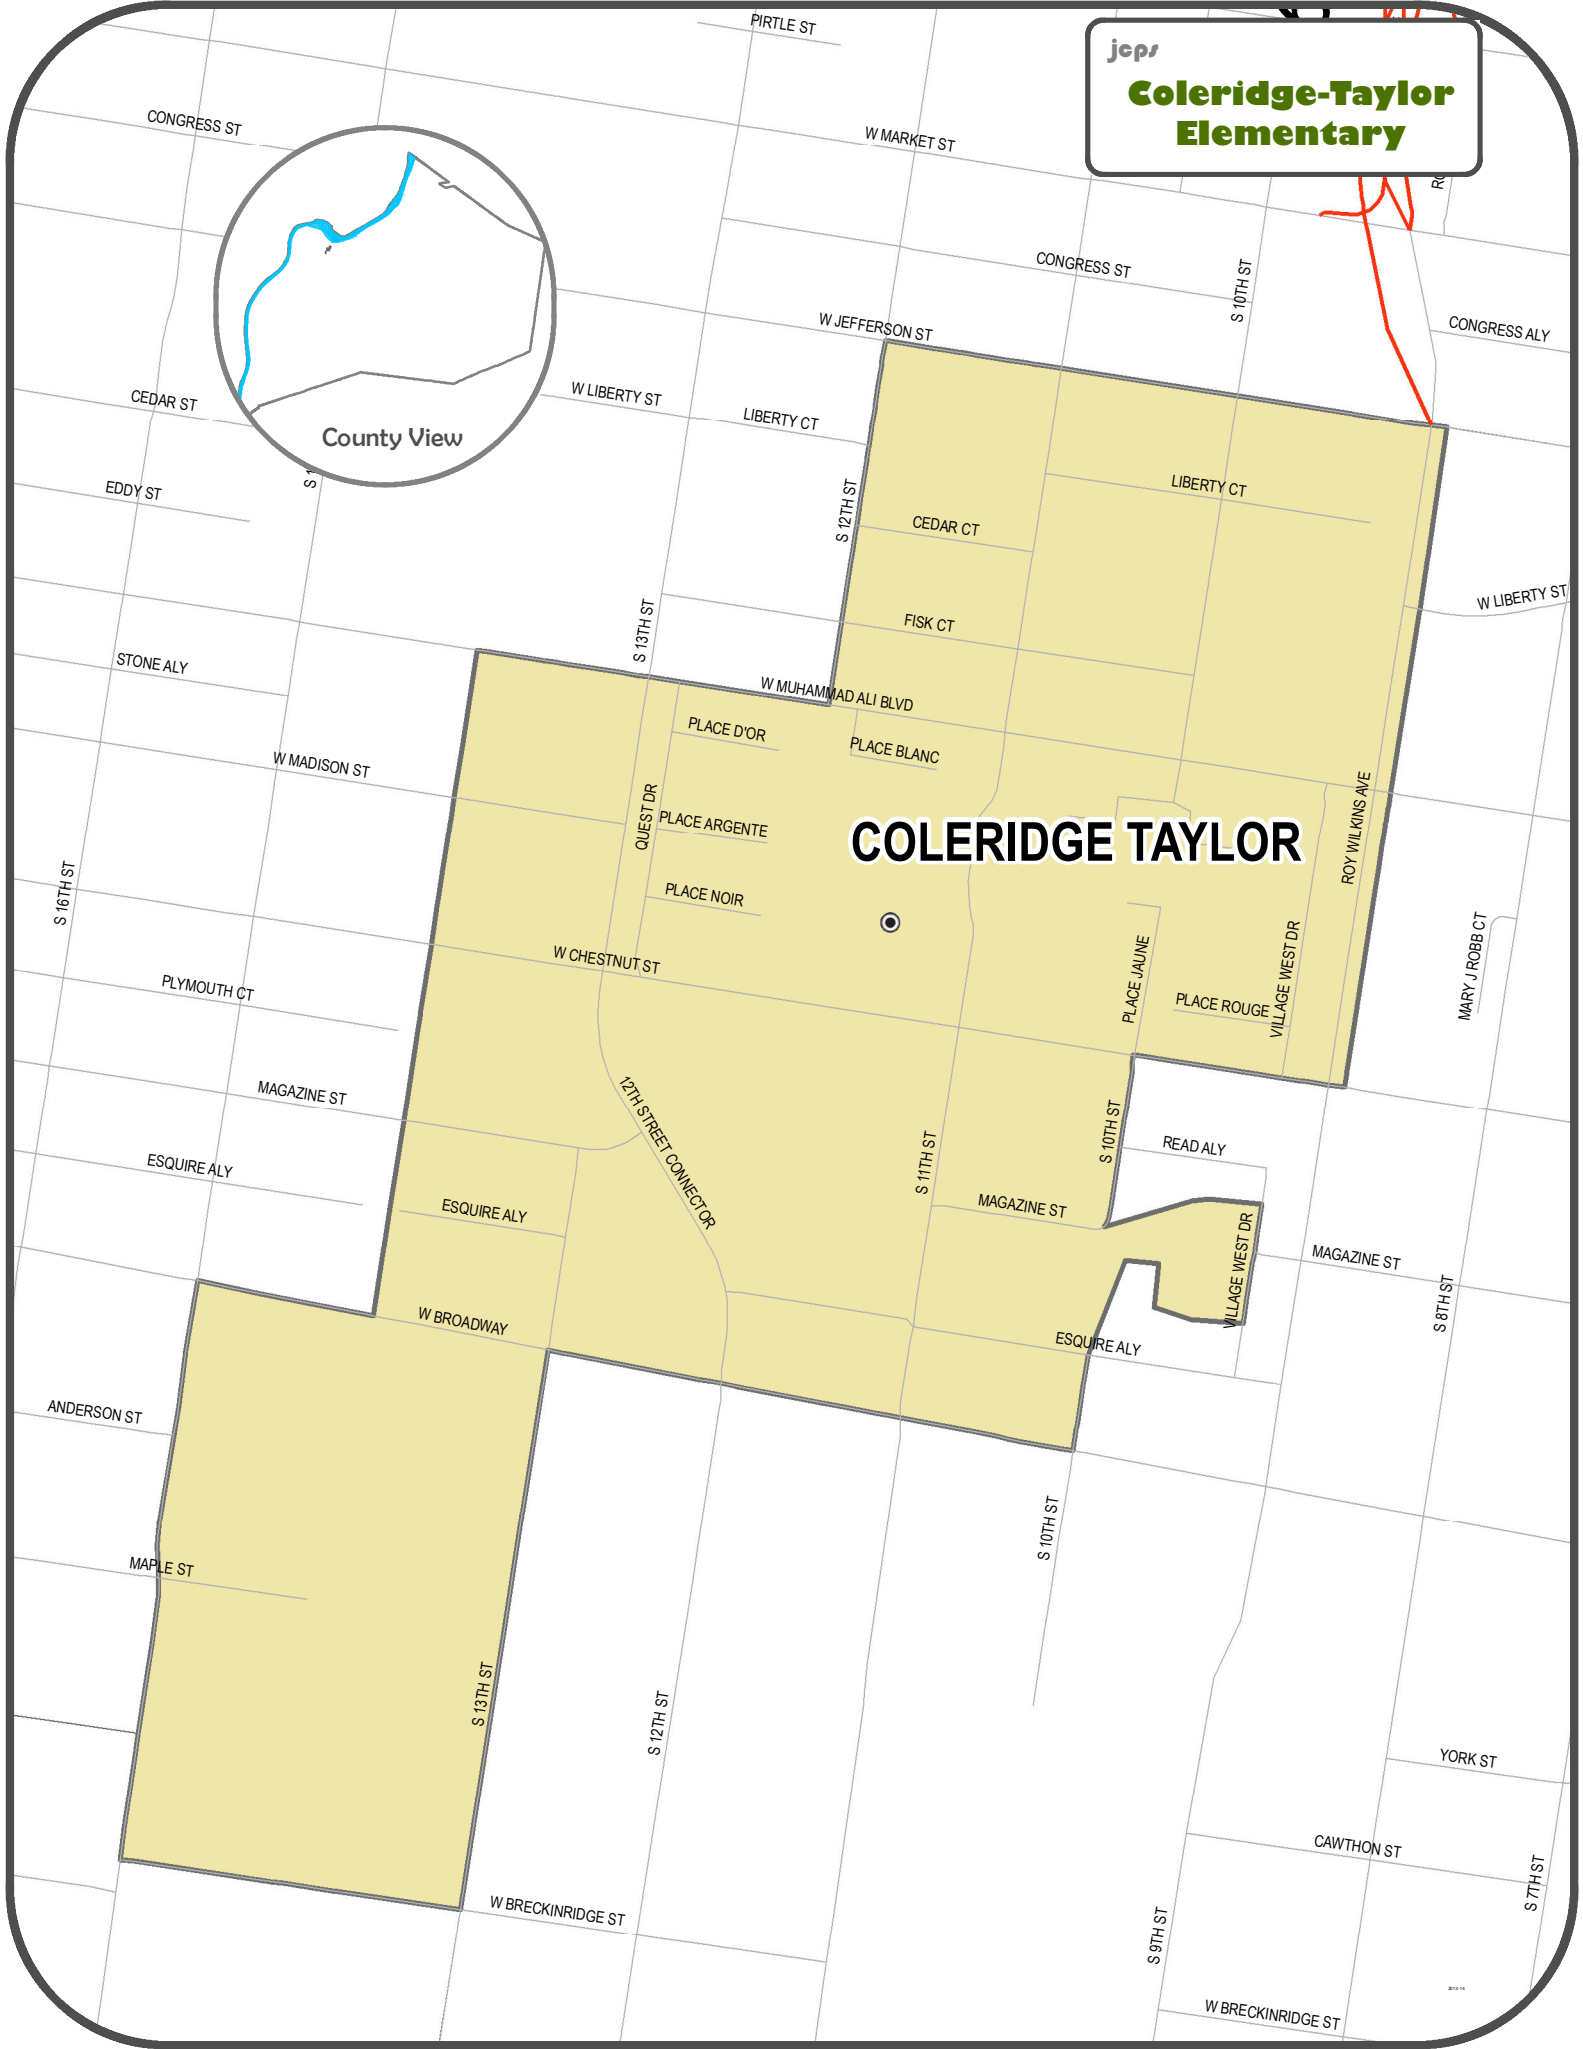 PIRTLE ST
jcps
Coleridge-Taylor
Elementary
CONGRESS ST
W MARKET ST
CONGRESS ST
S 10TH ST
W JEFFERSON ST
CONGRESS ALY
CEDAR ST
W LIBERTY ST
LIBERTY CT
County View
EDDY ST
S 12TH ST
LIBERTY CT
CEDAR CT
W LIBERTY ST
S 13TH ST
FISK CT
STONE ALY
W MUHAMMAD ALI BLVD
PLACE D'OR
PLACE BLANC
W MADISON ST
QUEST DR
PLACE ARGENTE
COLERIDGE TAYLOR
ROY WILKINS AVE
S 16TH ST
PLACE NOIR
W CHESTNUT ST
PLACE JAUNE
VILLAGE WEST DR
MARY J ROBB CT
PLYMOUTH CT
PLACE ROUGE
MAGAZINE ST
12TH STREET CONNECTOR
S 11TH ST
S 10TH ST
READ ALY
ESQUIRE ALY
ESQUIRE ALY
MAGAZINE ST
VILLAGE WEST DR
MAGAZINE ST
S 8TH ST
W BROADWAY
ESQUIRE ALY
ANDERSON ST
S 10TH ST
MAPLE ST
S 13TH ST
S 12TH ST
YORK ST
CAWTHON ST
S 7TH ST
W BRECKINRIDGE ST
S 9TH ST
2013-14
W BRECKINRIDGE ST